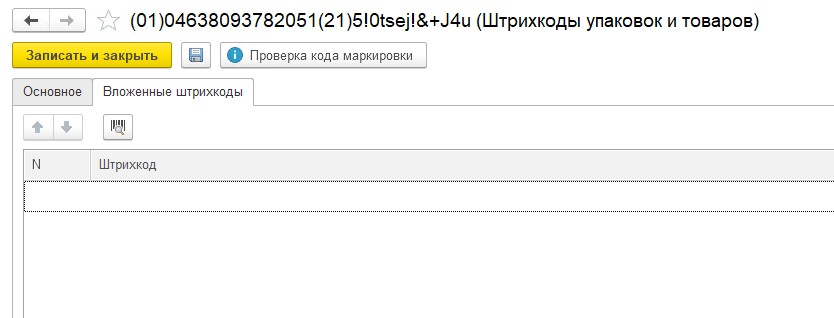 (01)04638093782051(21)5!0tsej!&+J4u (Штрихкоды упаковок и товаров)
Записать и закрыть Проверка кода маркировки
Основное Вложенные штрихкоды
N Штрихкод